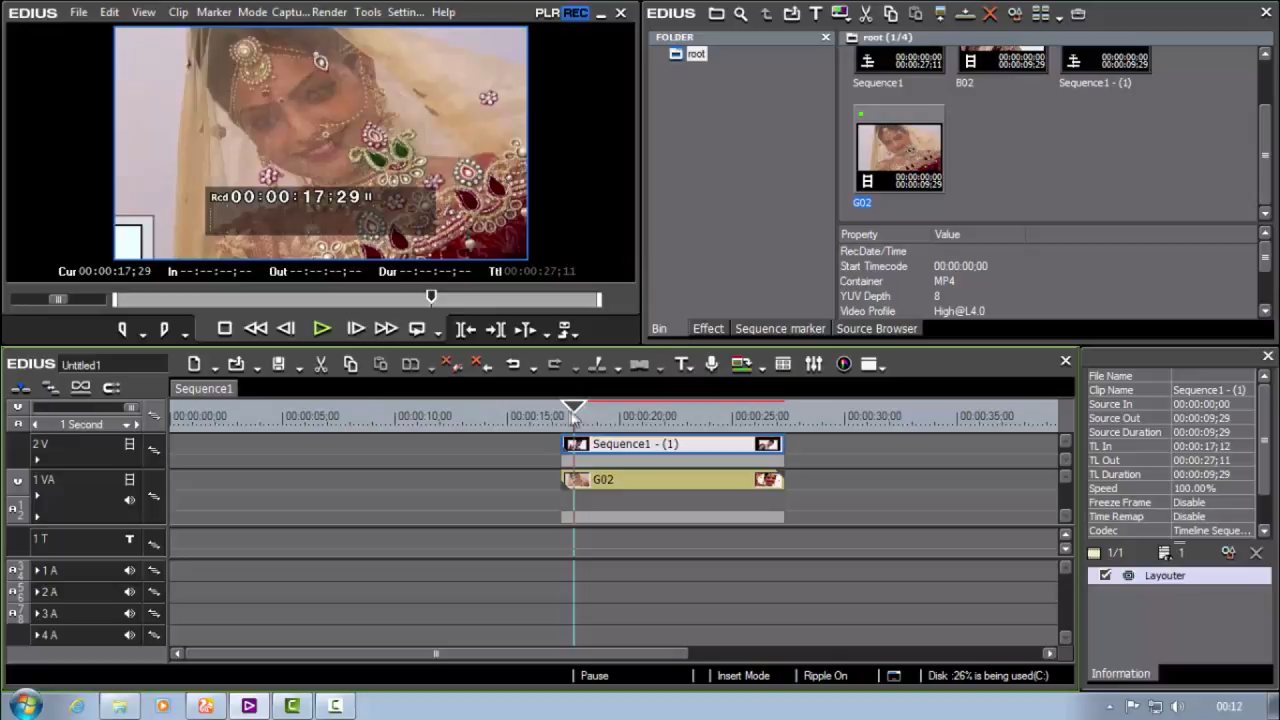 EDIUS File Edit View Clip Marker Mode Captu... Render Tools Settin... Help PLR REC
Rcd 00:00:17;29
Cur 00:00:17;29 In --:--:--;-- Out --:--:--;-- Dur --:--:--;-- Ttl 00:00:27;11
EDIUS
FOLDER
root
root (1/4)
00:00:00;00
00:00:27;11
00:00:00;00
00:00:09;29
00:00:00;00
00:00:09;29
Sequence1 B02 Sequence1 - (1)
00:00:00;00
00:00:09;29
G02
Property Value
RecDate/Time
Start Timecode 00:00:00;00
Container MP4
YUV Depth 8
Video Profile High@L4.0
Bin Effect Sequence marker Source Browser
EDIUS Untitled1
Sequence1
1 Second
00:00:00;00 00:00:05;00 00:00:10;00 00:00:15;00 00:00:20;00 00:00:25;00 00:00:30;00 00:00:35;00
2 V
Sequence1 - (1)
1 VA
G02
A 1 2
1 T T
A 3 4 1 A
A 5 6 2 A
A 7 8 3 A
4 A
Pause Insert Mode Ripple On Disk :26% is being used(C:)
File Name
Clip Name Sequence1 - (1)
Source In 00:00:00;00
Source Out 00:00:09;29
Source Duration 00:00:09;29
TL In 00:00:17;12
TL Out 00:00:27;11
TL Duration 00:00:09;29
Speed 100.00%
Freeze Frame Disable
Time Remap Disable
Codec Timeline Seque...
1/1 1
Layouter
Information
00:12